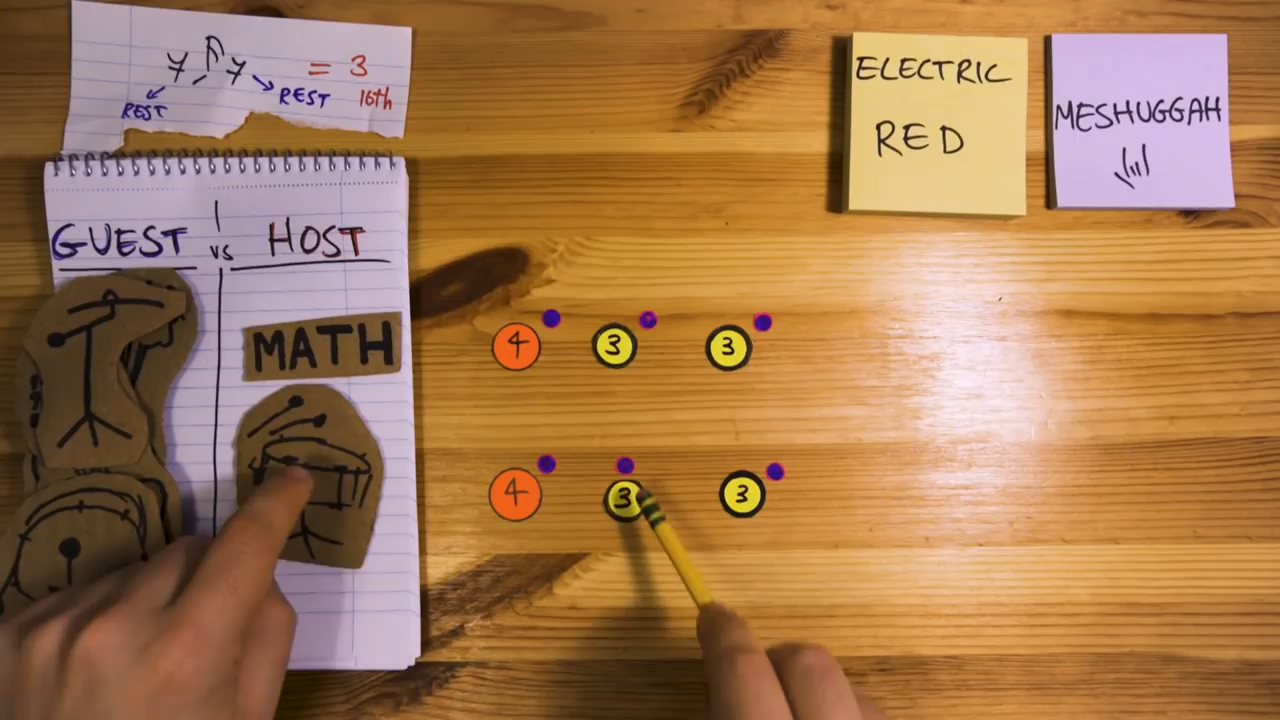 = 3
REST
REST
16th
GUEST vs HOST
MATH
ELECTRIC
RED
MESHUGGAH
4 3 3
4 3 3